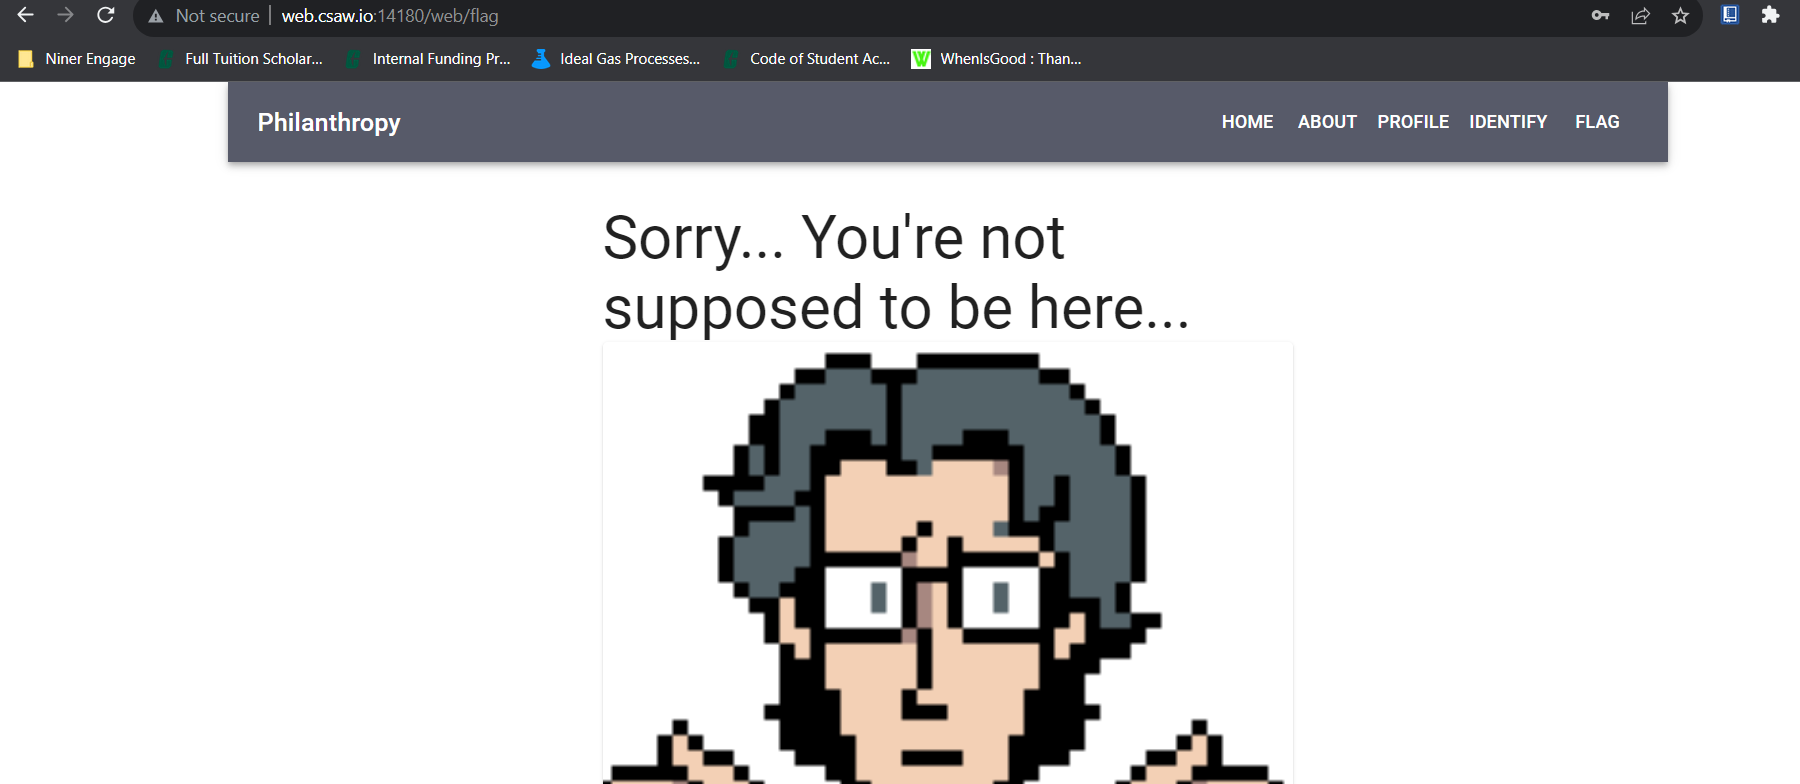 Not secure | web.csaw.io:14180/web/flag
Niner Engage Full Tuition Scholar... Internal Funding Pr... Ideal Gas Processes... Code of Student Ac... WhenIsGood : Than...
Philanthropy HOME ABOUT PROFILE IDENTIFY FLAG
Sorry... You're not
supposed to be here...